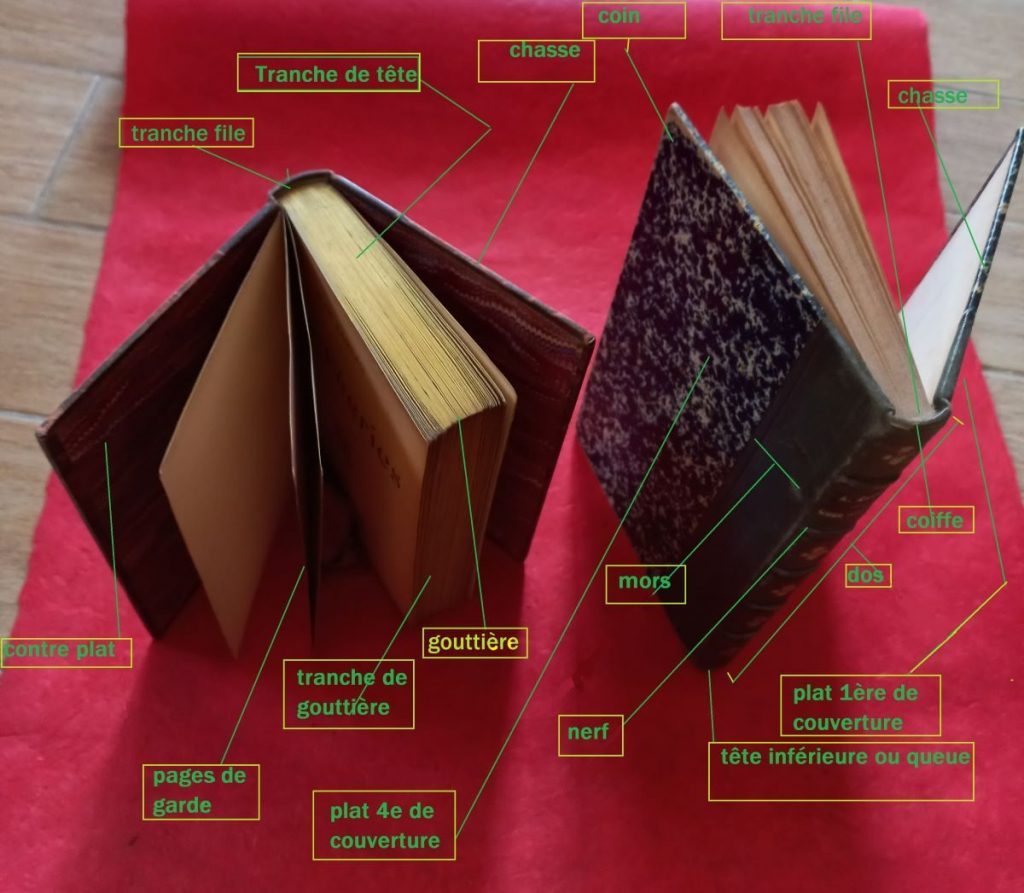 coin
tranche file
chasse
Tranche de tête
chasse
tranche file
coiffe
mors
dos
gouttière
contre plat
tranche de
gouttière
plat 1ère de
couverture
nerf
tête inférieure ou queue
pages de
garde
plat 4e de
couverture